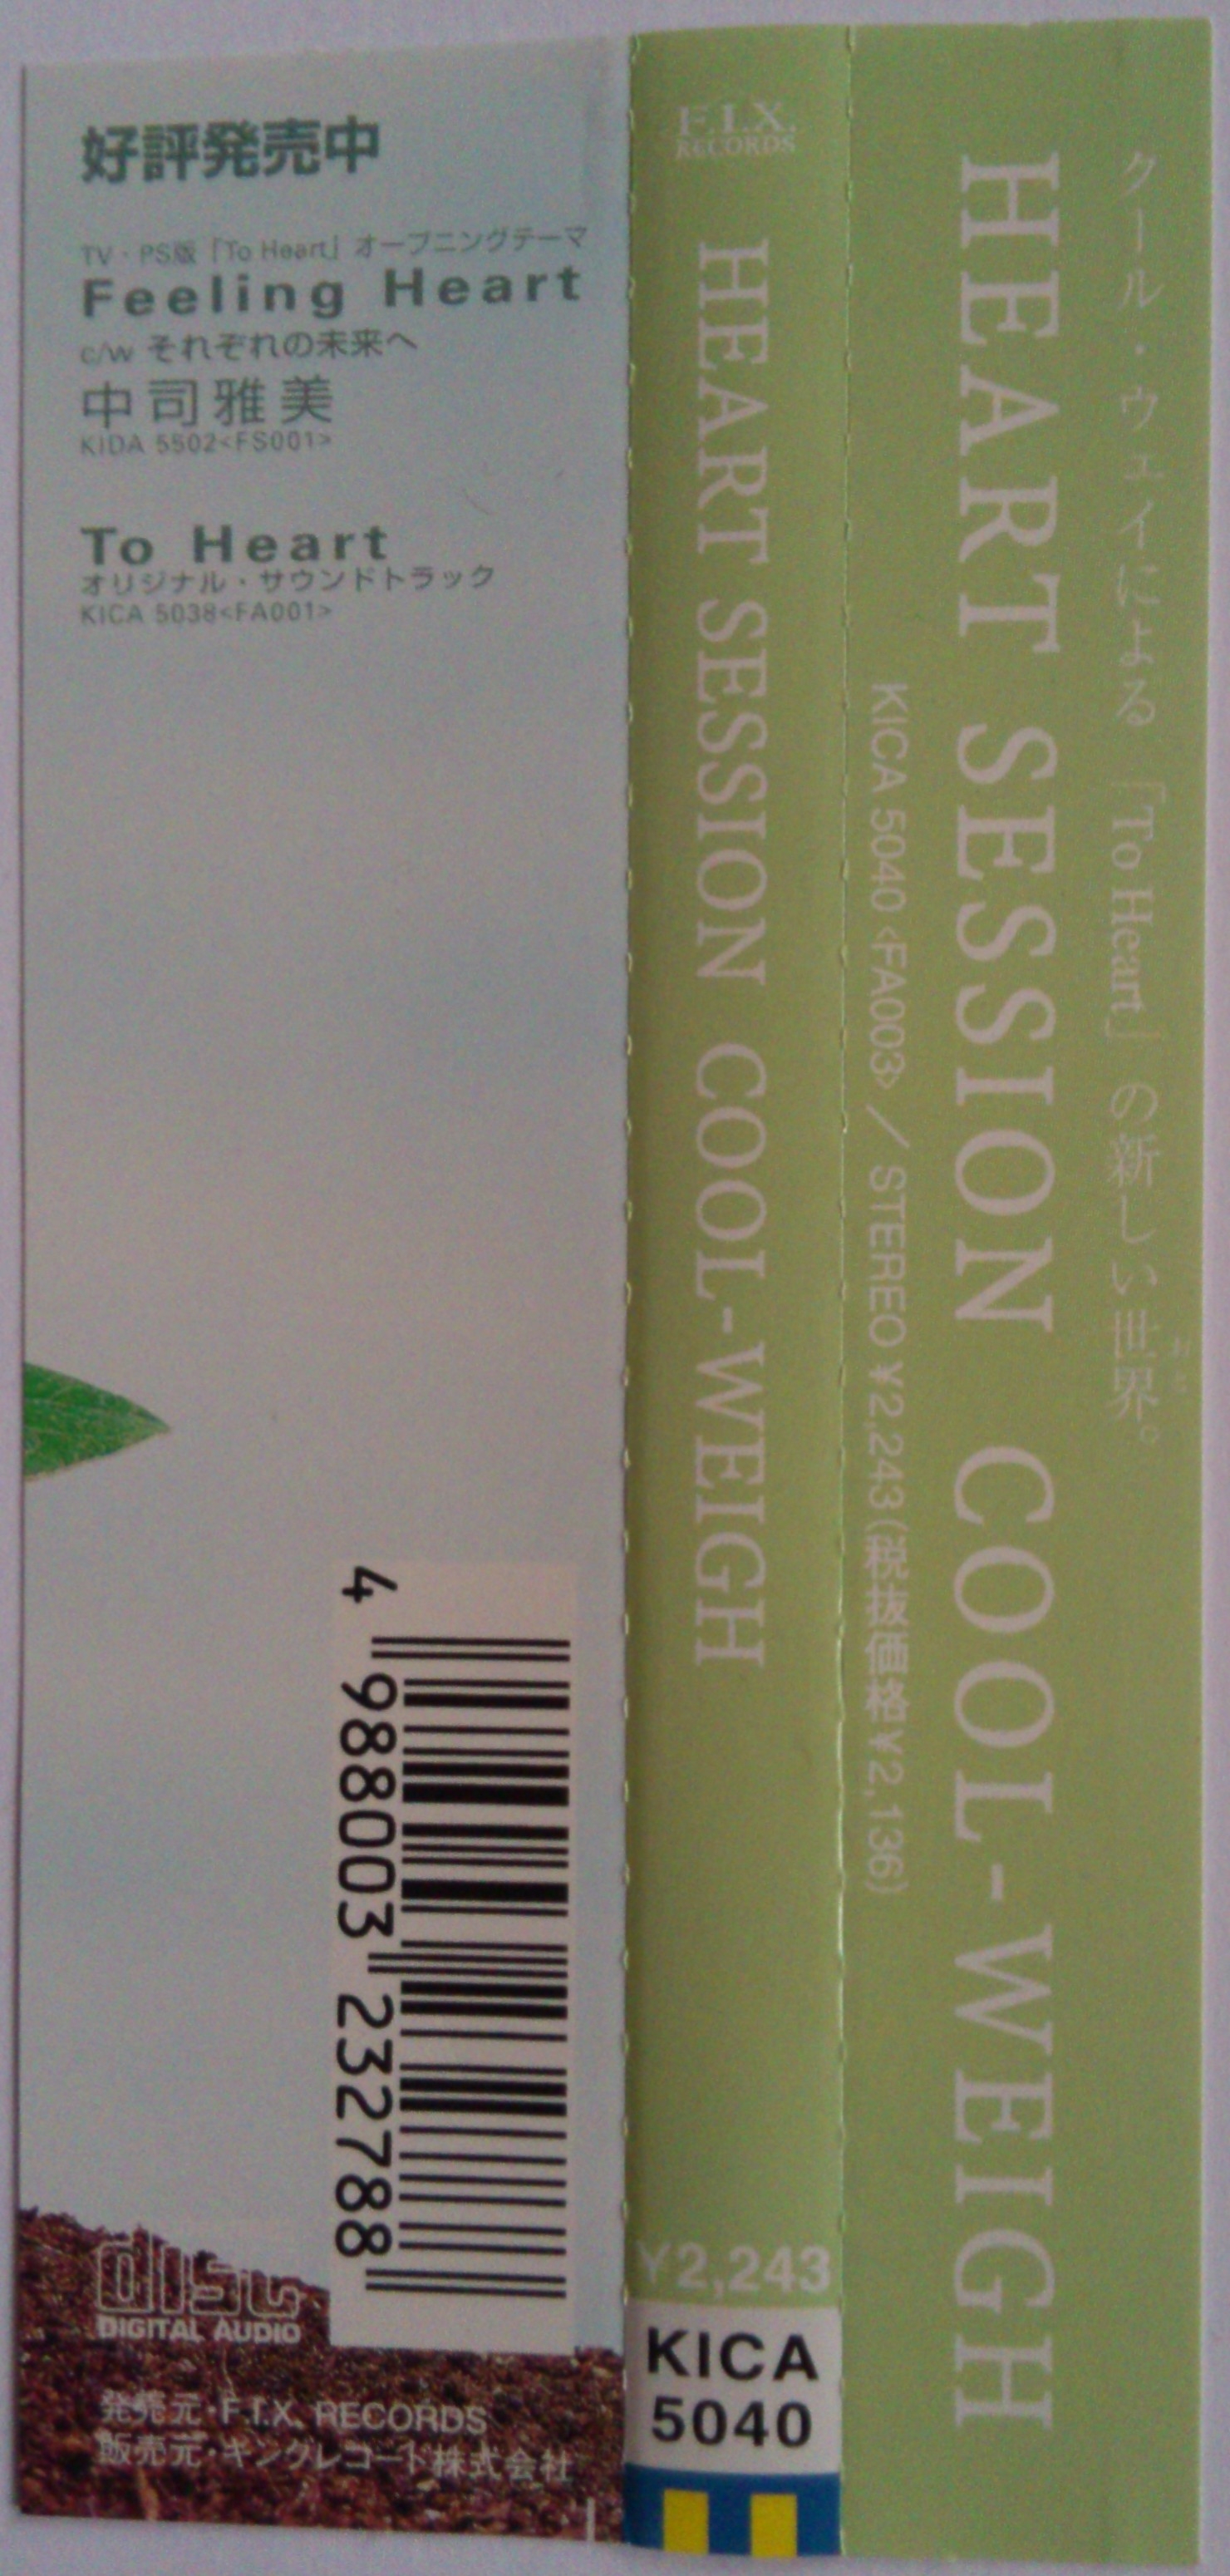 好評発売中
TV・PS版「To Heart」オープニングテーマ
Feeling Heart
c/w それぞれの未来へ
中司雅美
KIDA 5502<FS001>
To Heart
オリジナル・サウンドトラック
KICA 5038<FA001>
4 988003 232788
disc
DIGITAL AUDIO
発売元・F.I.X. RECORDS
販売元・キングレコード株式会社
F.I.X.
RECORDS
HEART SESSION COOL-WEIGH
¥2,243
KICA
5040
クール・ウェイによる「To Heart」の新しい世界。
HEART SESSION COOL-WEIGH
KICA 5040 <FA003> / STEREO ¥2,243(税抜価格¥2,136)